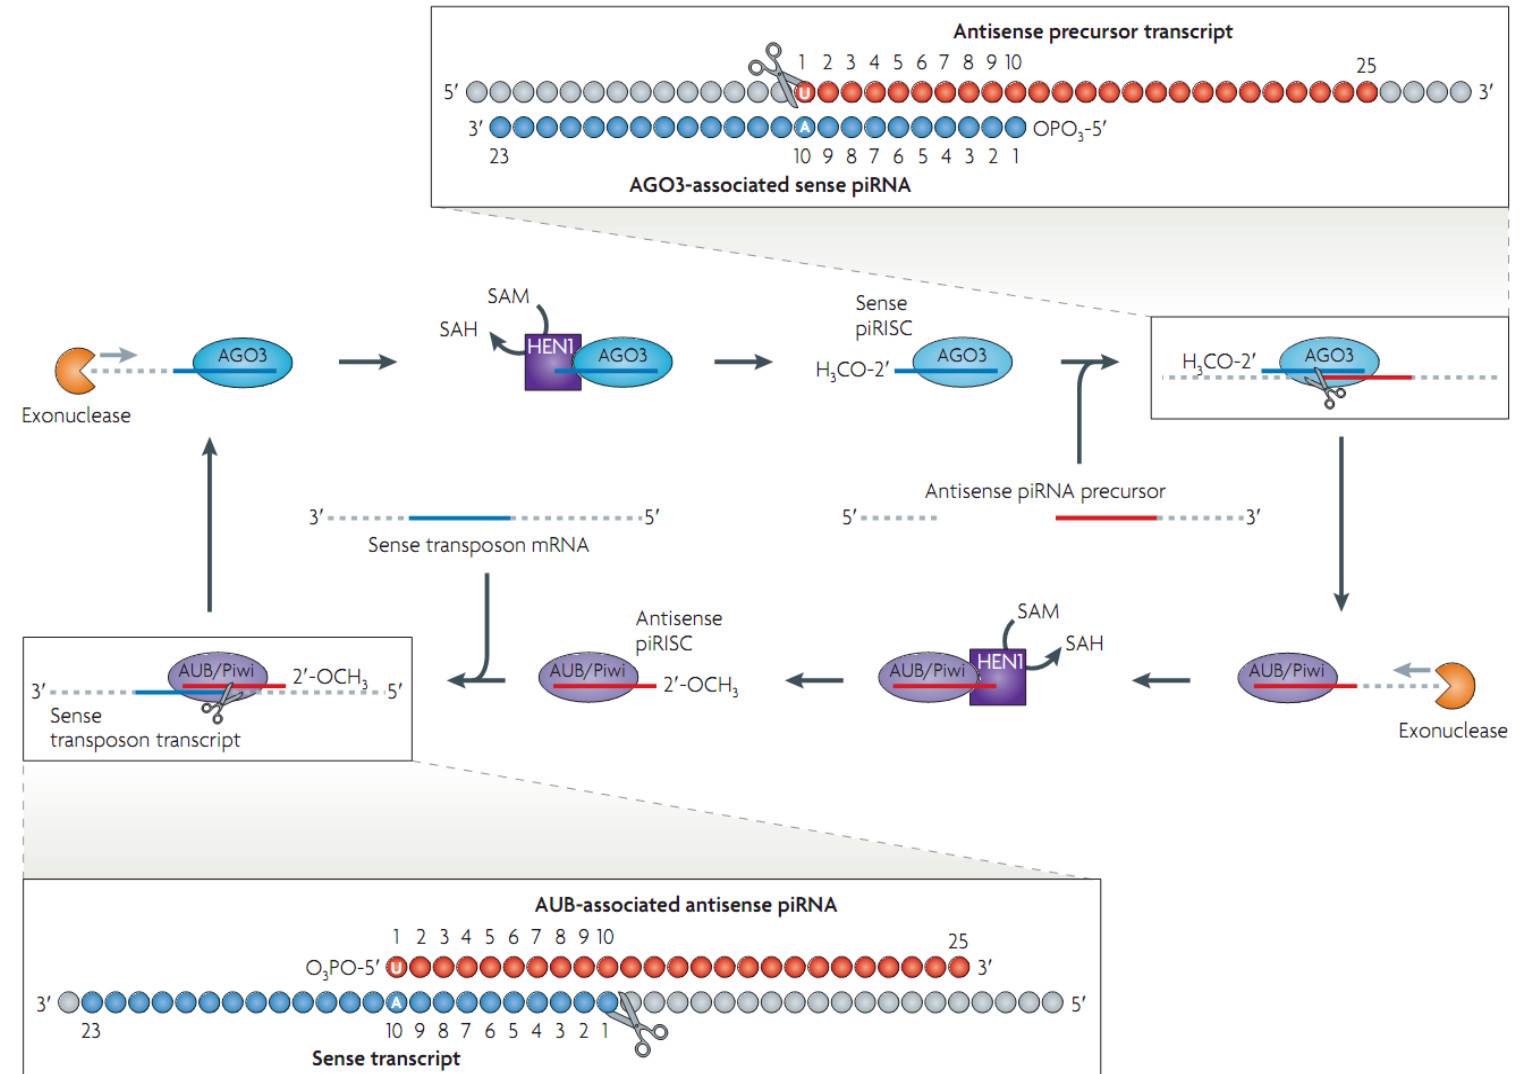 Antisense precursor transcript
1 2 3 4 5 6 7 8 9 10 25
5′ U 3′
3′ A OPO₃-5′
23 10 9 8 7 6 5 4 3 2 1
AGO3-associated sense piRNA
SAM
SAH
HEN1
AGO3
AGO3
Sense
piRISC
H₃CO-2′
AGO3
H₃CO-2′
AGO3
Exonuclease
3′ 5′
Sense transposon mRNA
Antisense piRNA precursor
5′ 3′
AUB/Piwi
2′-OCH₃
3′ 5′
Sense
transposon transcript
Antisense
piRISC
AUB/Piwi
2′-OCH₃
SAM
SAH
AUB/Piwi
HEN1
AUB/Piwi
Exonuclease
AUB-associated antisense piRNA
1 2 3 4 5 6 7 8 9 10 25
O₃PO-5′ U 3′
3′ A 5′
23 10 9 8 7 6 5 4 3 2 1
Sense transcript